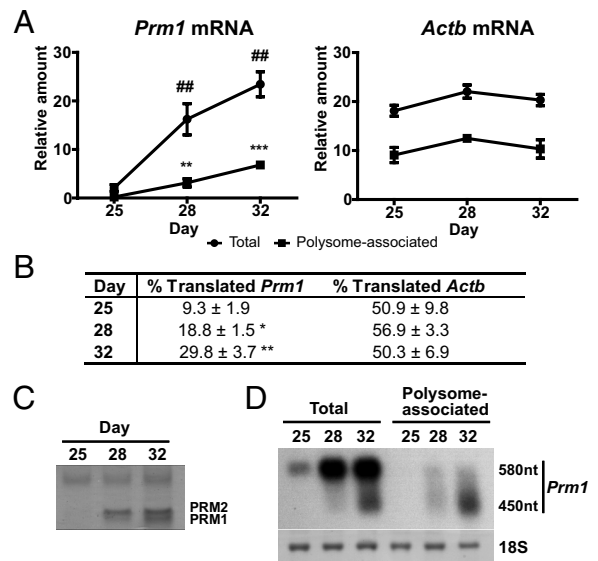 A
Prm1 mRNA
Actb mRNA
Relative amount
30
20
10
0
##
##
**
***
25 28 32
Day
Relative amount
30
20
10
0
25 28 32
Day
Total Polysome-associated
B
Day % Translated Prm1 % Translated Actb
25 9.3 ± 1.9 50.9 ± 9.8
28 18.8 ± 1.5 * 56.9 ± 3.3
32 29.8 ± 3.7 ** 50.3 ± 6.9
C
Day
25 28 32
PRM2
PRM1
D
Total
Polysome-
associated
25 28 32 25 28 32
580nt
450nt
Prm1
18S